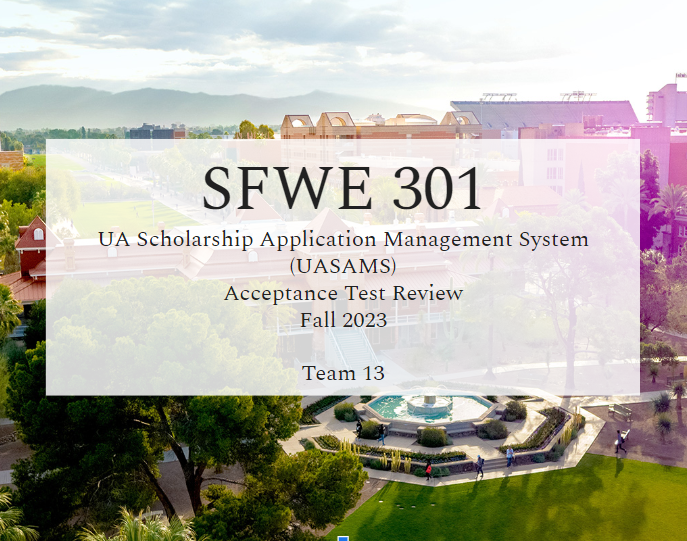 SFWE 301
UA Scholarship Application Management System
(UASAMS)
Acceptance Test Review
Fall 2023
Team 13